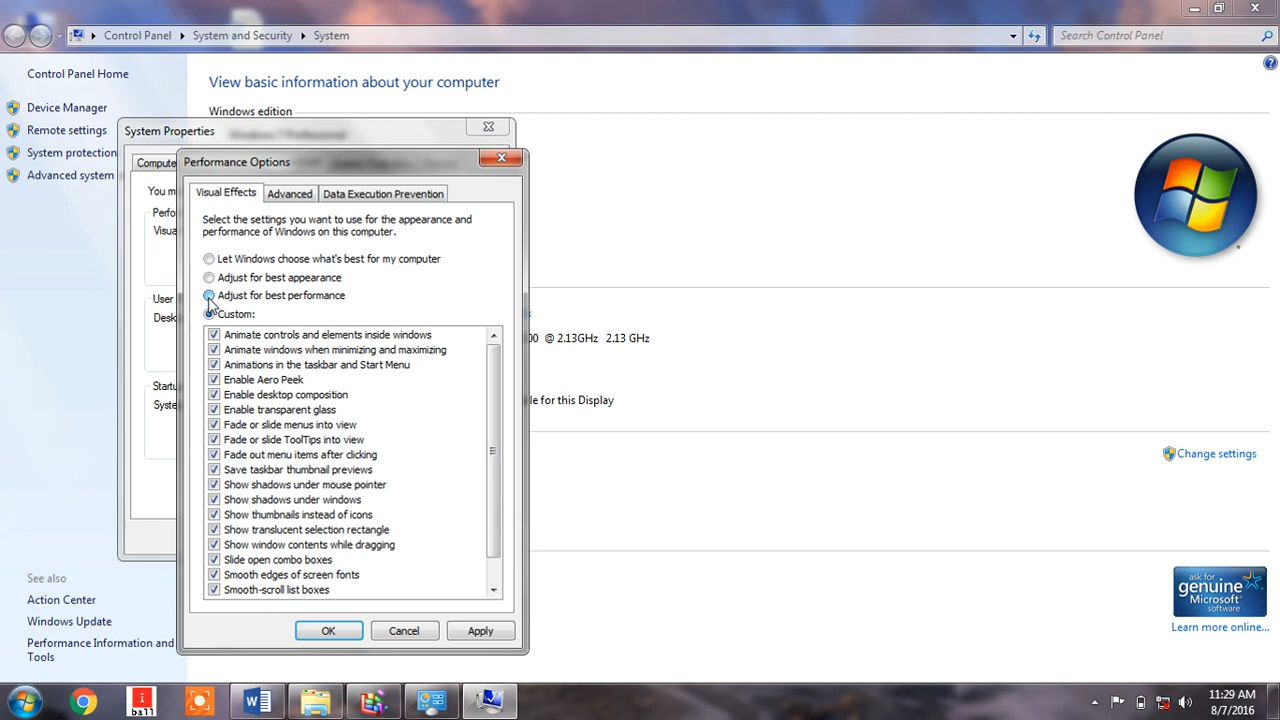 Control Panel
System and Security
System
Search Control Panel
Control Panel Home
Device Manager
Remote settings
System protection
Advanced system
See also
Action Center
Windows Update
Performance Information and
Tools
View basic information about your computer
Windows edition
@ 2.13GHz 2.13 GHz
for this Display
Change settings
ask for
genuine
Microsoft
software
Learn more online...
System Properties
Windows 7 Professional
Performance Options
Visual Effects
Advanced
Data Execution Prevention
Select the settings you want to use for the appearance and
performance of Windows on this computer.
Let Windows choose what's best for my computer
Adjust for best appearance
Adjust for best performance
Custom:
Animate controls and elements inside windows
Animate windows when minimizing and maximizing
Animations in the taskbar and Start Menu
Enable Aero Peek
Enable desktop composition
Enable transparent glass
Fade or slide menus into view
Fade or slide ToolTips into view
Fade out menu items after clicking
Save taskbar thumbnail previews
Show shadows under mouse pointer
Show shadows under windows
Show thumbnails instead of icons
Show translucent selection rectangle
Show window contents while dragging
Slide open combo boxes
Smooth edges of screen fonts
Smooth-scroll list boxes
OK
Cancel
Apply
i
ball
W
11:29 AM
8/7/2016